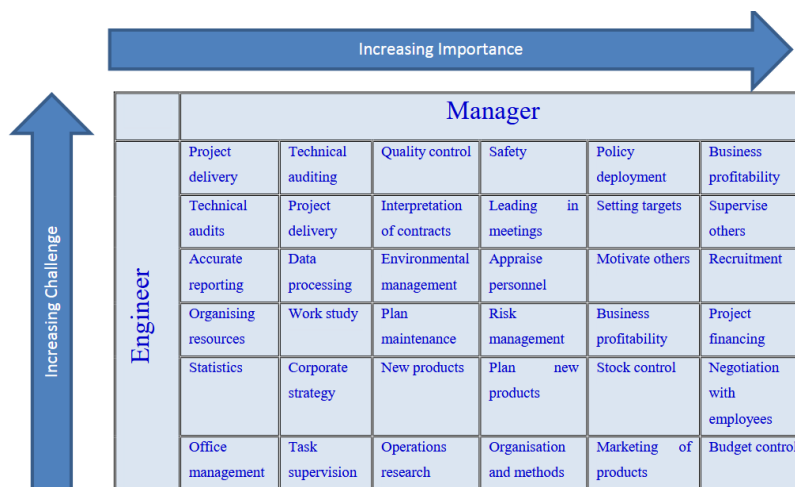 Increasing Importance
Increasing Challenge
Manager
Engineer
Project delivery
Technical auditing
Quality control
Safety
Policy deployment
Business profitability
Technical audits
Project delivery
Interpretation of contracts
Leading in meetings
Setting targets
Supervise others
Accurate reporting
Data processing
Environmental management
Appraise personnel
Motivate others
Recruitment
Organising resources
Work study
Plan maintenance
Risk management
Business profitability
Project financing
Statistics
Corporate strategy
New products
Plan new products
Stock control
Negotiation with employees
Office management
Task supervision
Operations research
Organisation and methods
Marketing of products
Budget control